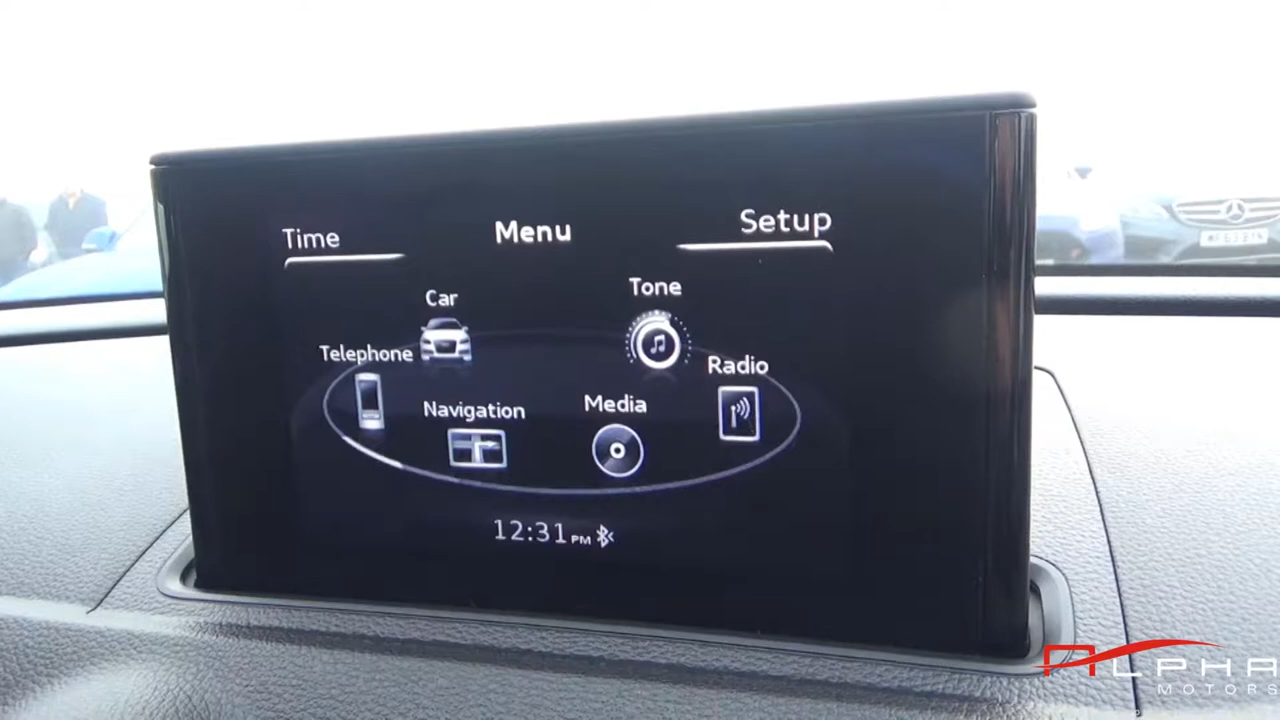 Time
Menu
Setup
Car
Tone
Telephone
Radio
Navigation
Media
12:31 PM
ALPHA
MOTORS